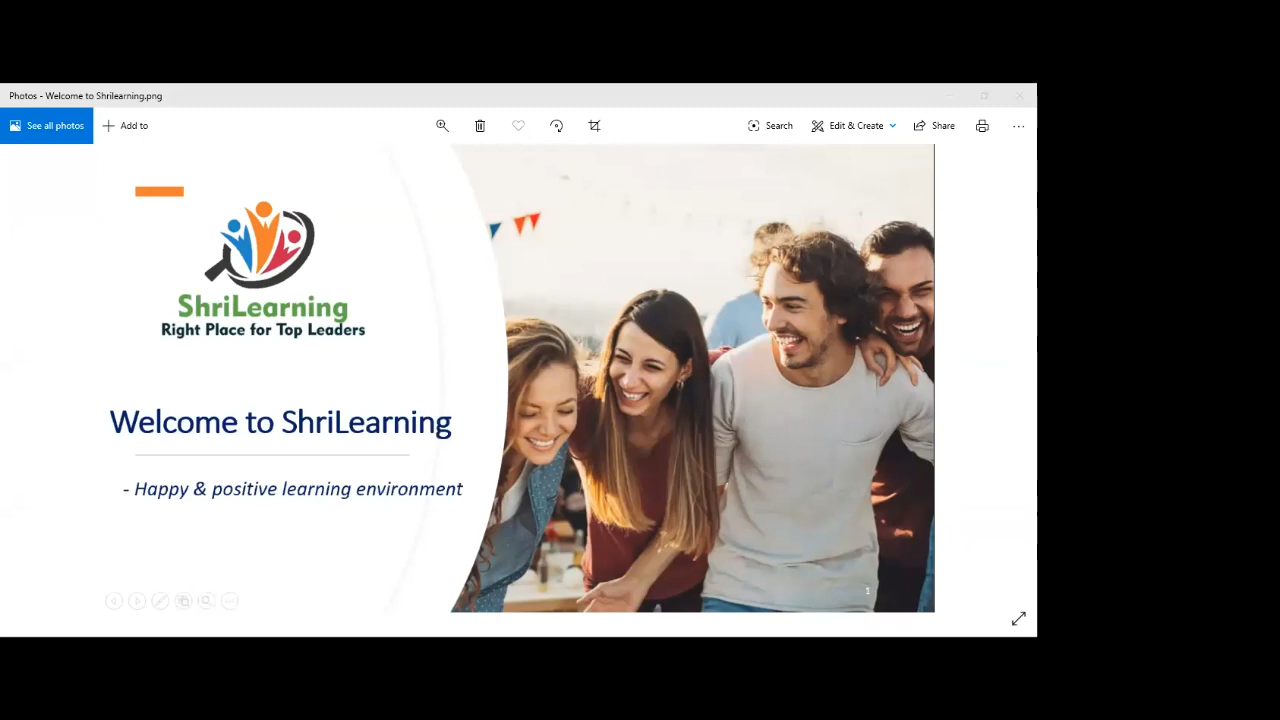 Photos - Welcome to Shrilearning.png
See all photos
Add to
Search
Edit & Create
Share
ShriLearning
Right Place for Top Leaders
Welcome to ShriLearning
- Happy & positive learning environment
1